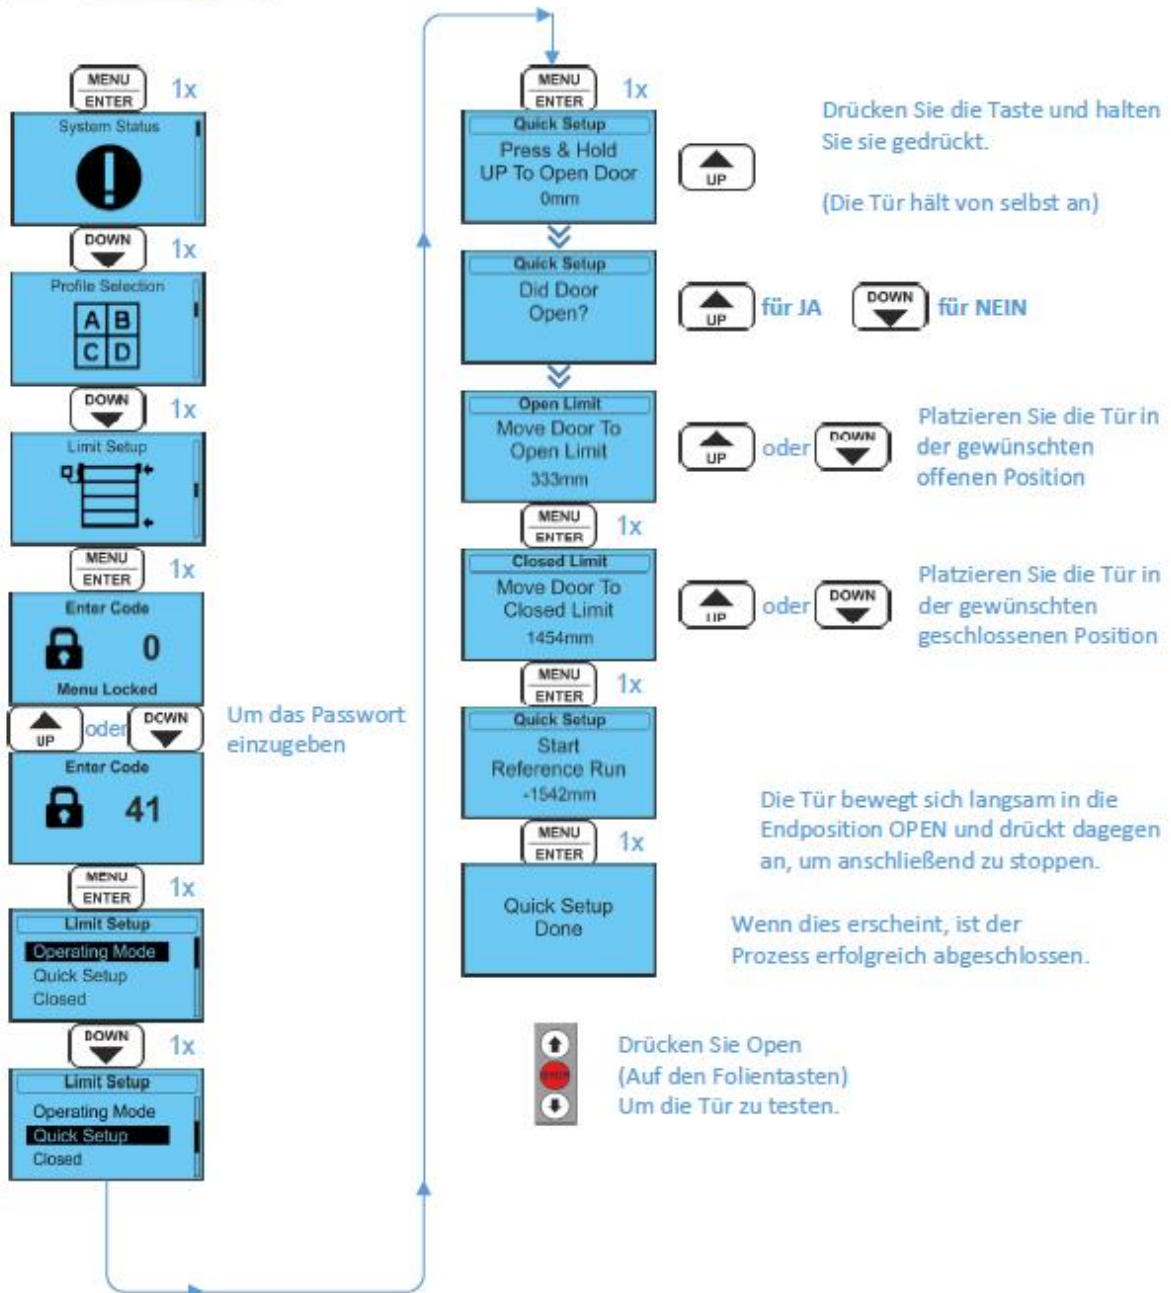 MENU
ENTER
1x
System Status
DOWN
1x
Profile Selection
A B
C D
DOWN
1x
Limit Setup
MENU
ENTER
1x
Enter Code
0
Menu Locked
UP
oder
DOWN
Um das Passwort
einzugeben
Enter Code
41
MENU
ENTER
1x
Limit Setup
Operating Mode
Quick Setup
Closed
DOWN
1x
Limit Setup
Operating Mode
Quick Setup
Closed
MENU
ENTER
1x
Quick Setup
Press & Hold
UP To Open Door
0mm
UP
Drücken Sie die Taste und halten
Sie sie gedrückt.
(Die Tür hält von selbst an)
Quick Setup
Did Door
Open?
UP
für JA
DOWN
für NEIN
Open Limit
Move Door To
Open Limit
333mm
UP
oder
DOWN
Platzieren Sie die Tür in
der gewünschten
offenen Position
MENU
ENTER
1x
Closed Limit
Move Door To
Closed Limit
1454mm
UP
oder
DOWN
Platzieren Sie die Tür in
der gewünschten
geschlossenen Position
MENU
ENTER
1x
Quick Setup
Start
Reference Run
-1542mm
MENU
ENTER
1x
Die Tür bewegt sich langsam in die
Endposition OPEN und drückt dagegen
an, um anschließend zu stoppen.
Quick Setup
Done
Wenn dies erscheint, ist der
Prozess erfolgreich abgeschlossen.
Drücken Sie Open
(Auf den Folientasten)
Um die Tür zu testen.